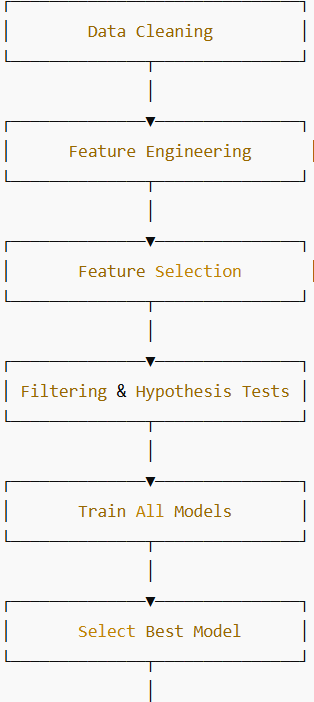 Data Cleaning
Feature Engineering
Feature Selection
Filtering & Hypothesis Tests
Train All Models
Select Best Model